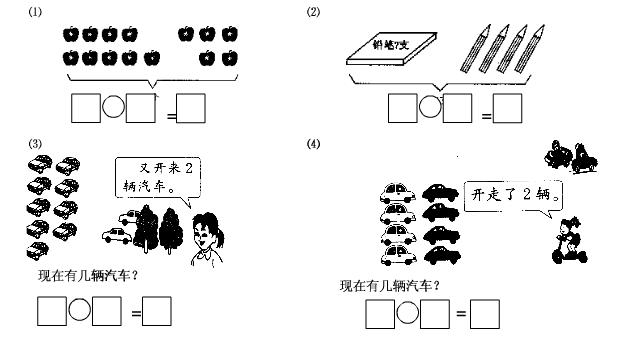 (1)
(2)
铅笔7支
=
=
(3)
又开来2
辆汽车。
现在有几辆汽车？
=
(4)
开走了2辆。
现在有几辆汽车？
=